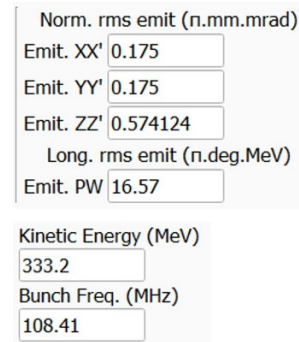 Norm. rms emit (п.mm.mrad)
Emit. XX' 0.175
Emit. YY' 0.175
Emit. ZZ' 0.574124
Long. rms emit (п.deg.MeV)
Emit. PW 16.57
Kinetic Energy (MeV)
333.2
Bunch Freq. (MHz)
108.41